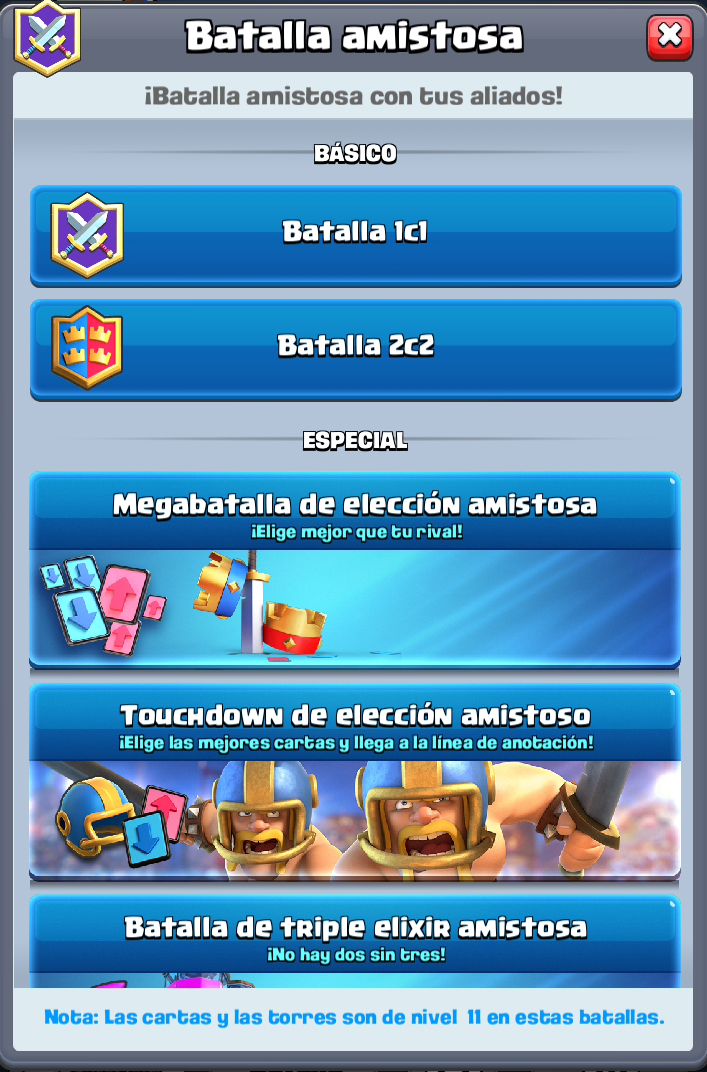 Batalla amistosa
¡Batalla amistosa con tus aliados!
BÁSICO
Batalla 1c1
Batalla 2c2
ESPECIAL
Megabatalla de elección amistosa
¡Elige mejor que tu rival!
Touchdown de elección amistoso
¡Elige las mejores cartas y llega a la línea de anotación!
Batalla de triple elixir amistosa
¡No hay dos sin tres!
Nota: Las cartas y las torres son de nivel 11 en estas batallas.